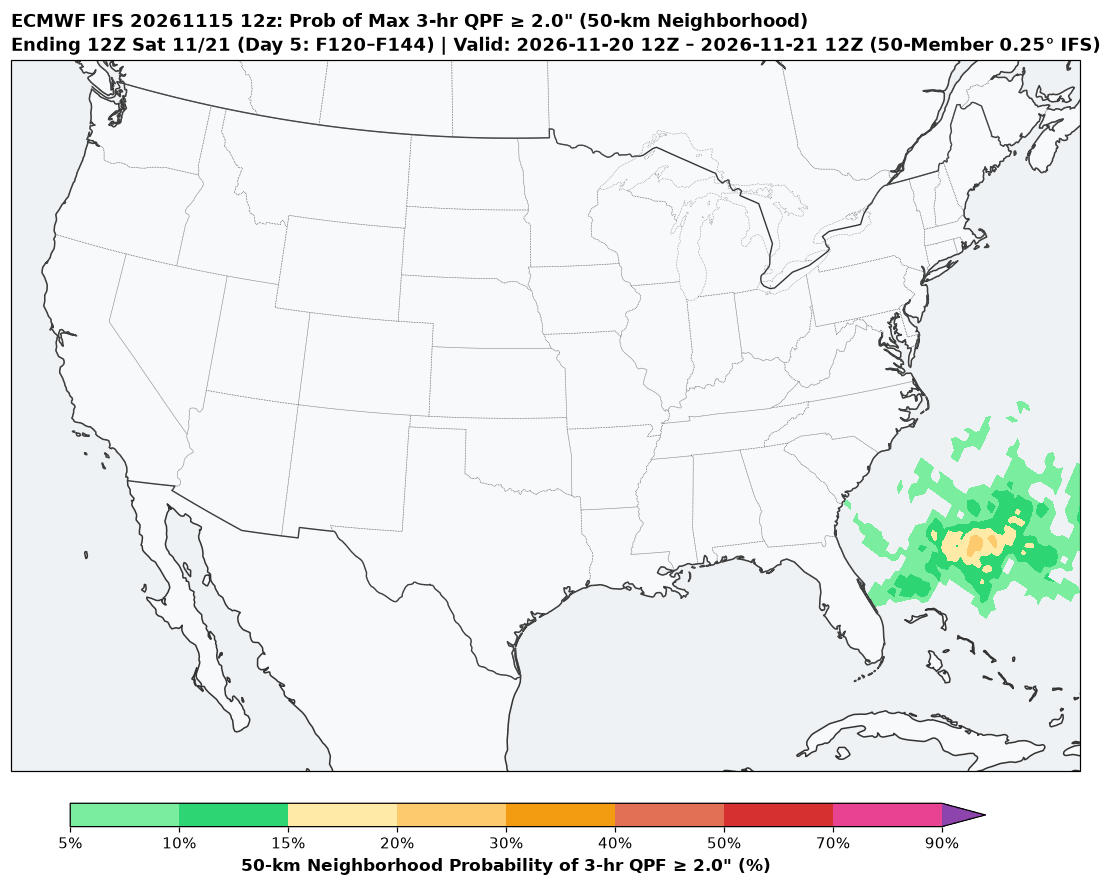 ECMWF IFS 20261115 12z: Prob of Max 3-hr QPF ≥ 2.0" (50-km Neighborhood)
Ending 12Z Sat 11/21 (Day 5: F120–F144) | Valid: 2026-11-20 12Z – 2026-11-21 12Z (50-Member 0.25° IFS)
5% 10% 15% 20% 30% 40% 50% 70% 90%
50-km Neighborhood Probability of 3-hr QPF ≥ 2.0" (%)